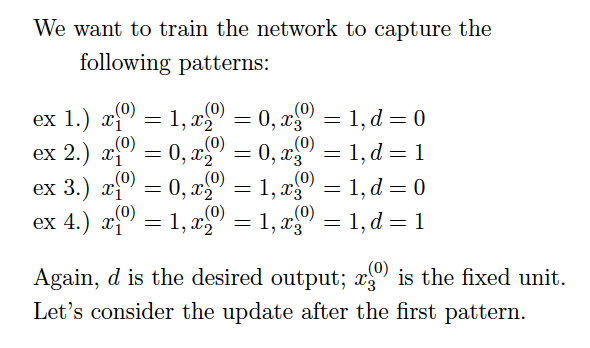 We want to train the network to capture the
following patterns:
ex 1.) x_1^{(0)} = 1, x_2^{(0)} = 0, x_3^{(0)} = 1, d = 0
ex 2.) x_1^{(0)} = 0, x_2^{(0)} = 0, x_3^{(0)} = 1, d = 1
ex 3.) x_1^{(0)} = 0, x_2^{(0)} = 1, x_3^{(0)} = 1, d = 0
ex 4.) x_1^{(0)} = 1, x_2^{(0)} = 1, x_3^{(0)} = 1, d = 1
Again, d is the desired output; x_3^{(0)} is the fixed unit.
Let's consider the update after the first pattern.